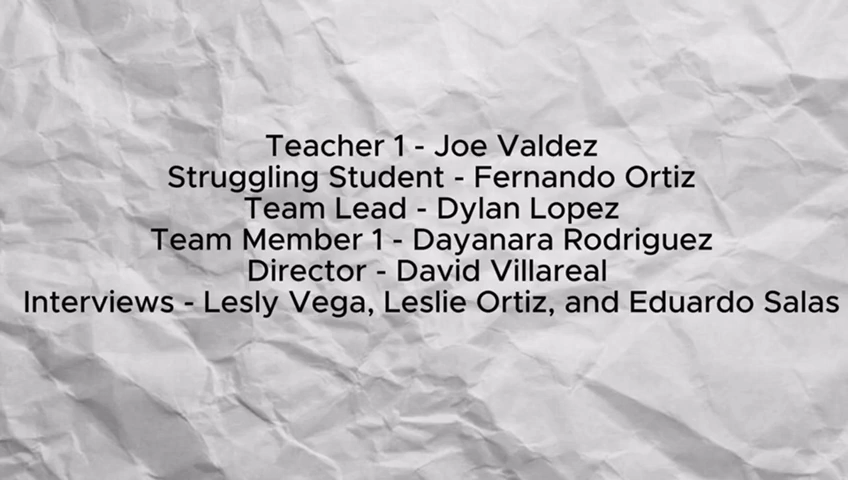 Teacher 1 - Joe Valdez
Struggling Student - Fernando Ortiz
Team Lead - Dylan Lopez
Team Member 1 - Dayanara Rodriguez
Director - David Villareal
Interviews - Lesly Vega, Leslie Ortiz, and Eduardo Salas